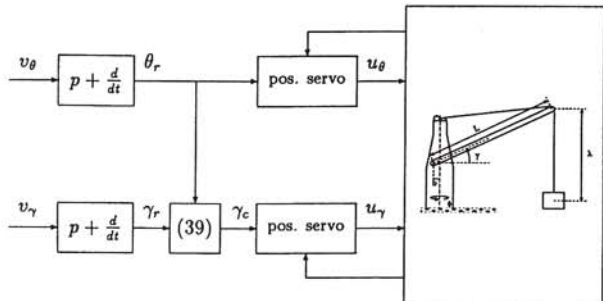 v_θ
p + d/dt
θ_r
pos. servo
u_θ
L
γ
λ
v_γ
p + d/dt
γ_r
(39)
γ_c
pos. servo
u_γ